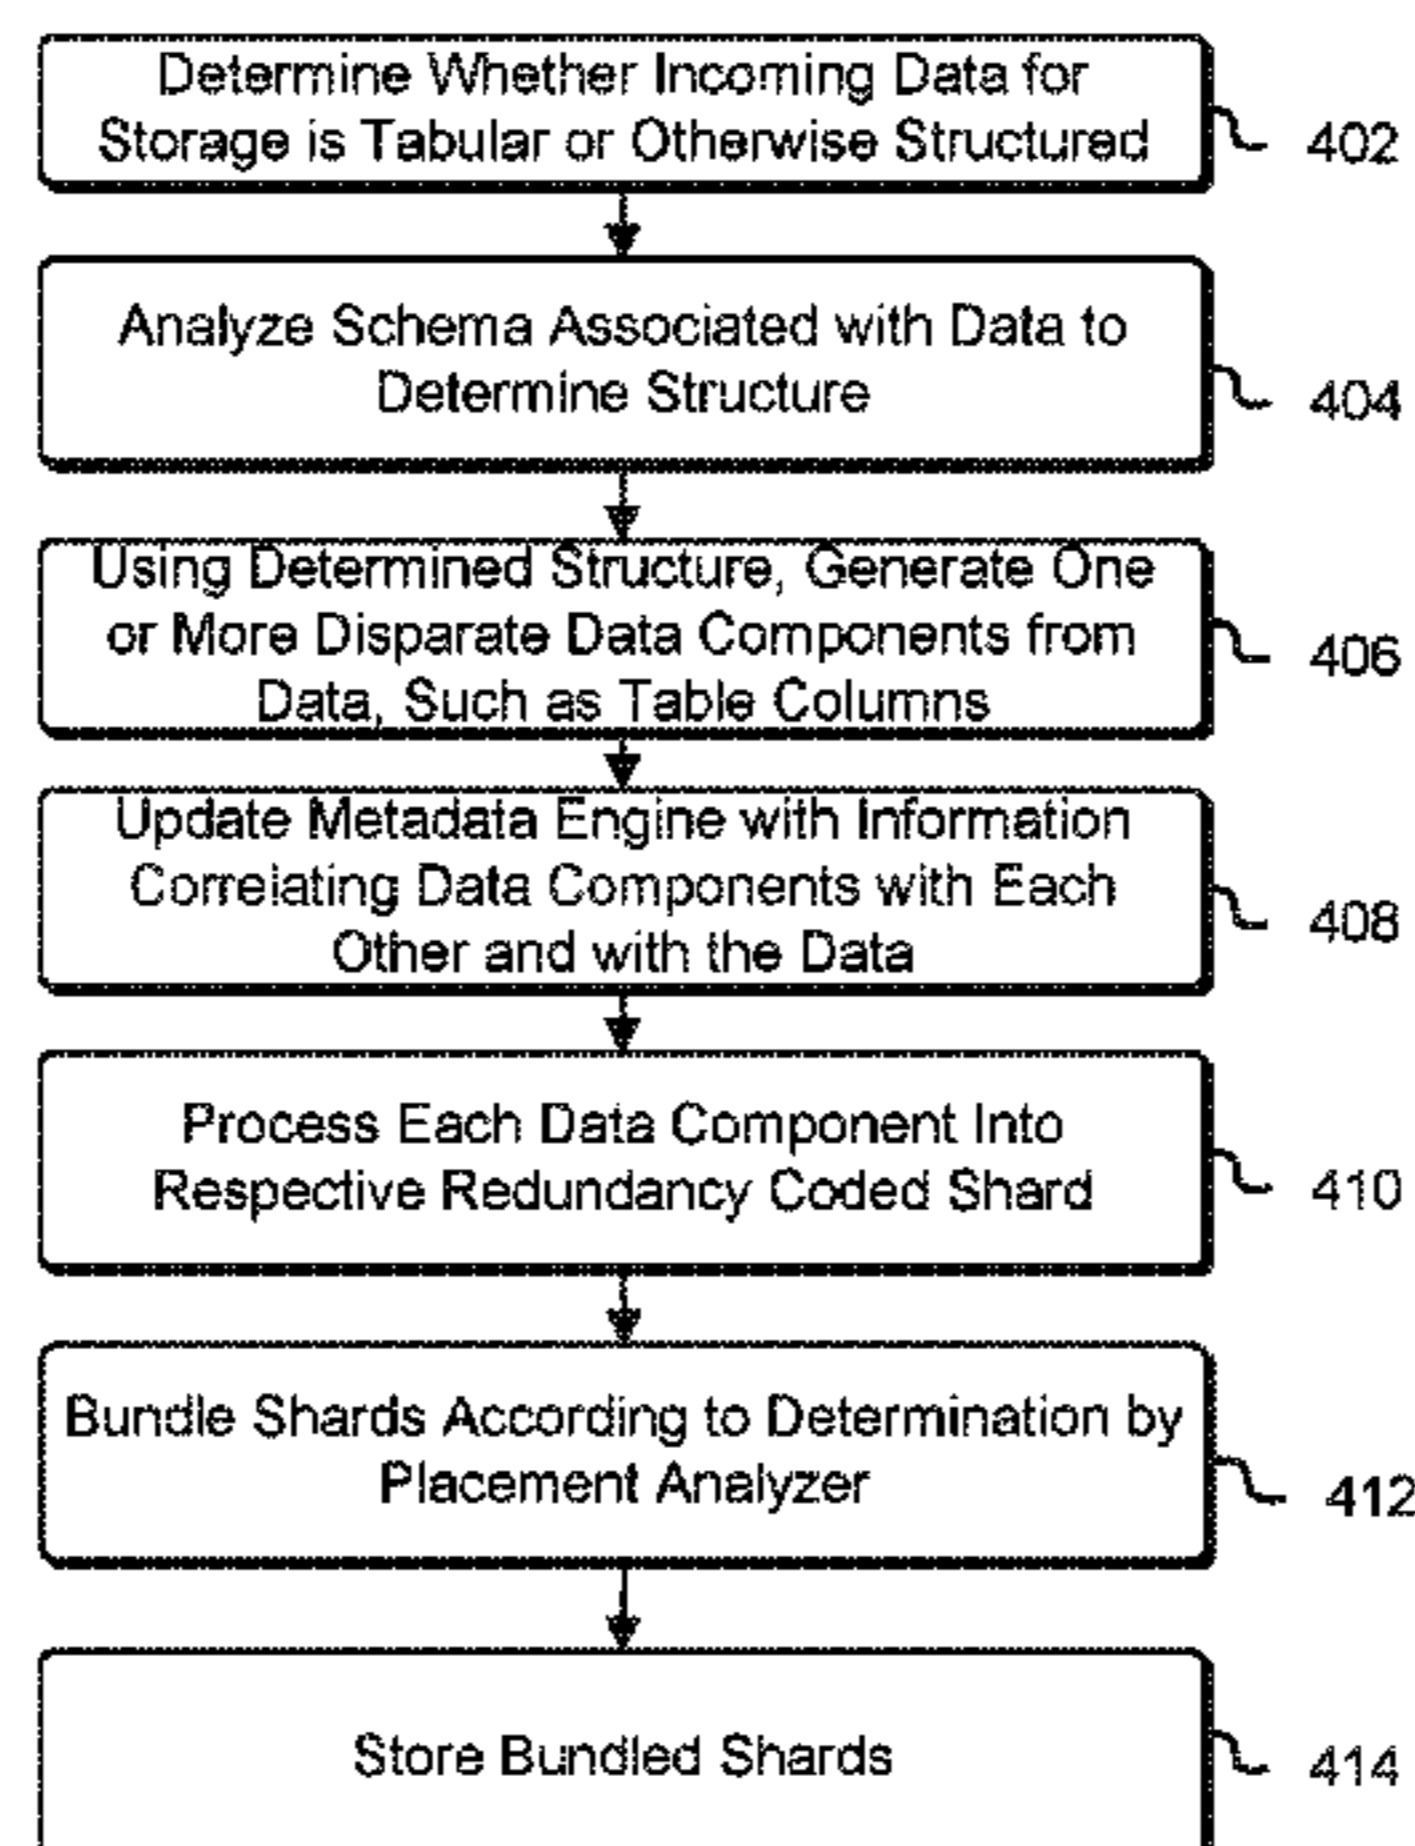 Determine Whether Incoming Data for
Storage is Tabular or Otherwise Structured
402
Analyze Schema Associated with Data to
Determine Structure
404
Using Determined Structure, Generate One
or More Disparate Data Components from
Data, Such as Table Columns
406
Update Metadata Engine with Information
Correlating Data Components with Each
Other and with the Data
408
Process Each Data Component Into
Respective Redundancy Coded Shard
410
Bundle Shards According to Determination by
Placement Analyzer
412
Store Bundled Shards
414